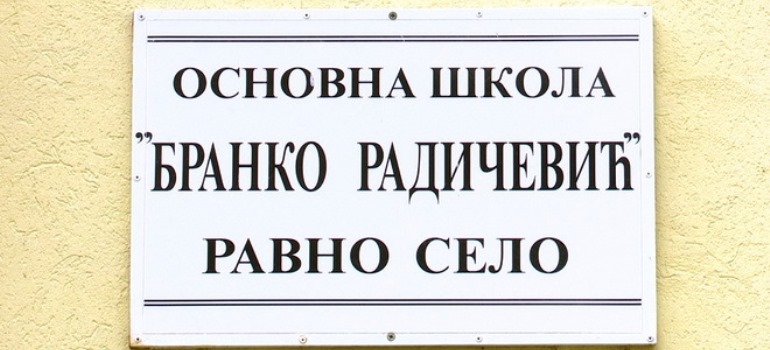 ОСНОВНА ШКОЛА
”БРАНКО РАДИЧЕВИЋ”
РАВНО СЕЛО